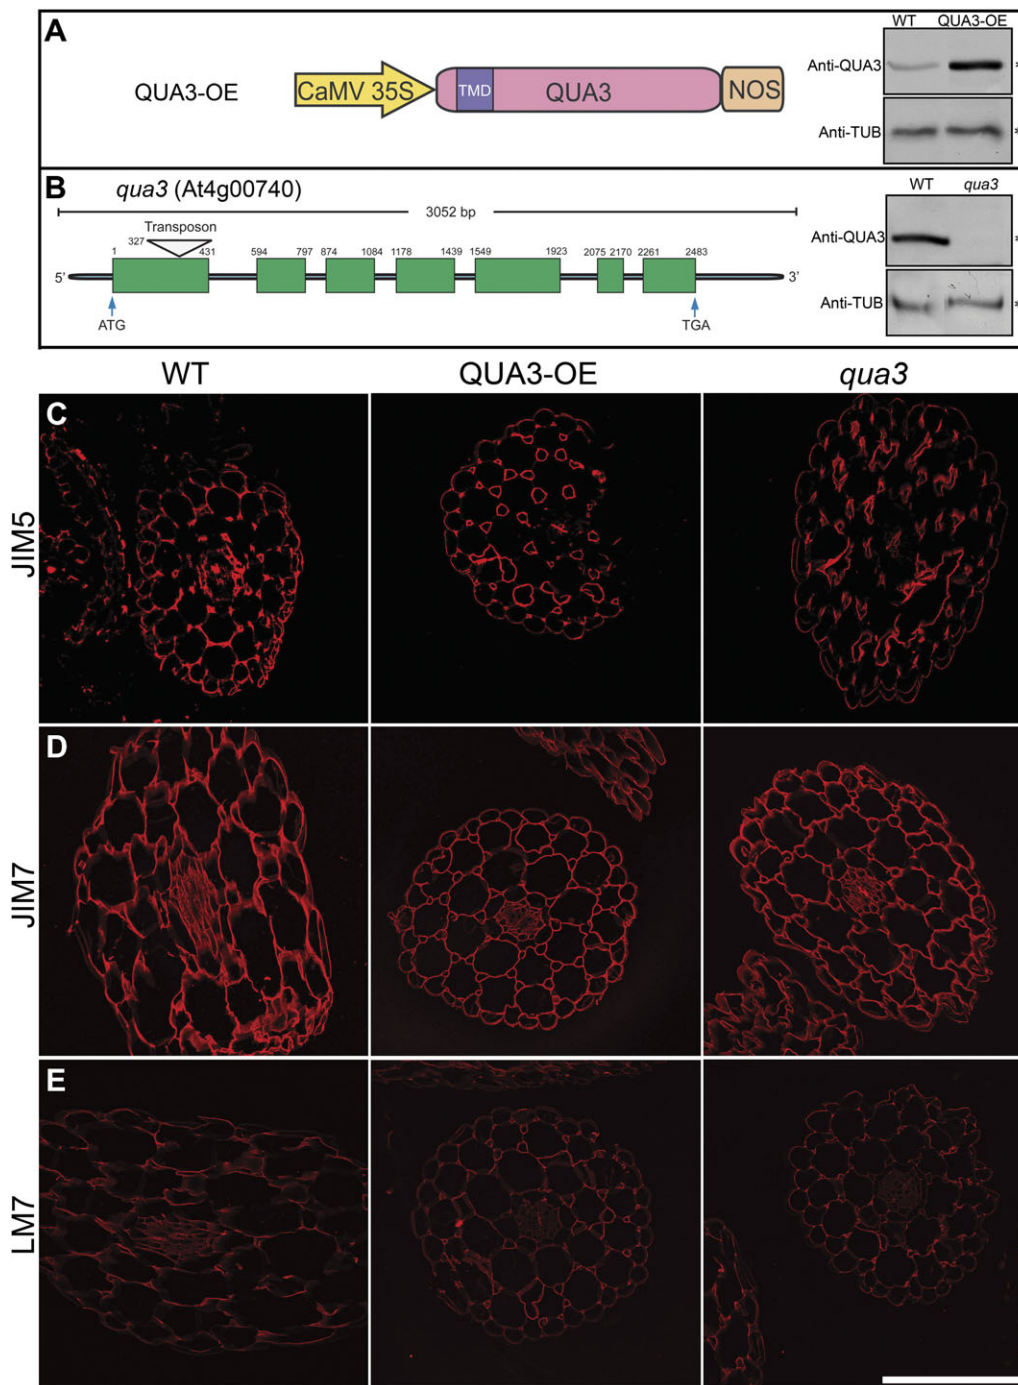 A
QUA3-OE
CaMV 35S
TMD
QUA3
NOS
WT QUA3-OE
Anti-QUA3 *
Anti-TUB *
B
qua3 (At4g00740)
3052 bp
Transposon
327
1 431 594 797 874 1084 1178 1439 1549 1923 2075 2170 2261 2483
5' 3'
ATG TGA
WT qua3
Anti-QUA3 *
Anti-TUB *
WT QUA3-OE qua3
C
JIM5
D
JIM7
E
LM7